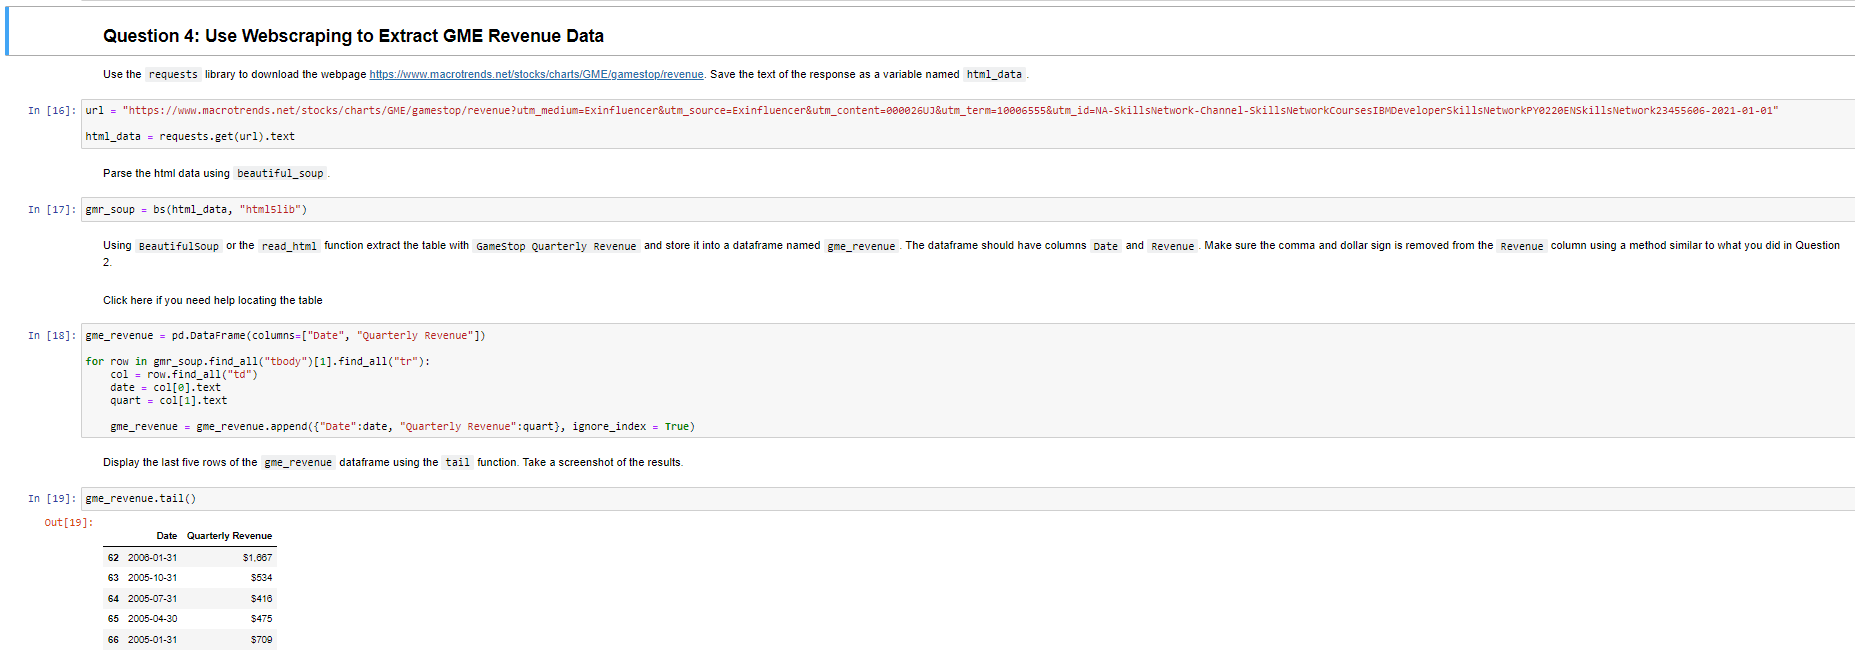 Question 4: Use Webscraping to Extract GME Revenue Data
Use the requests library to download the webpage https://www.macrotrends.net/stocks/charts/GME/gamestop/revenue. Save the text of the response as a variable named html_data .
In [16]: url = "https://www.macrotrends.net/stocks/charts/GME/gamestop/revenue?utm_medium=Exinfluencer&utm_source=Exinfluencer&utm_content=000026UJ&utm_term=10006555&utm_id=NA-SkillsNetwork-Channel-SkillsNetworkCoursesIBMDeveloperSkillsNetworkPY0220ENSkillsNetwork23455606-2021-01-01"
html_data = requests.get(url).text
Parse the html data using beautiful_soup .
In [17]: gmr_soup = bs(html_data, "html5lib")
Using BeautifulSoup or the read_html function extract the table with GameStop Quarterly Revenue and store it into a dataframe named gme_revenue . The dataframe should have columns Date and Revenue . Make sure the comma and dollar sign is removed from the Revenue column using a method similar to what you did in Question
2.
Click here if you need help locating the table
In [18]: gme_revenue = pd.DataFrame(columns=["Date", "Quarterly Revenue"])
for row in gmr_soup.find_all("tbody")[1].find_all("tr"):
col = row.find_all("td")
date = col[0].text
quart = col[1].text
gme_revenue = gme_revenue.append({"Date":date, "Quarterly Revenue":quart}, ignore_index = True)
Display the last five rows of the gme_revenue dataframe using the tail function. Take a screenshot of the results.
In [19]: gme_revenue.tail()
Out[19]:
Date Quarterly Revenue
62 2006-01-31 $1,667
63 2005-10-31 $534
64 2005-07-31 $416
65 2005-04-30 $475
66 2005-01-31 $709